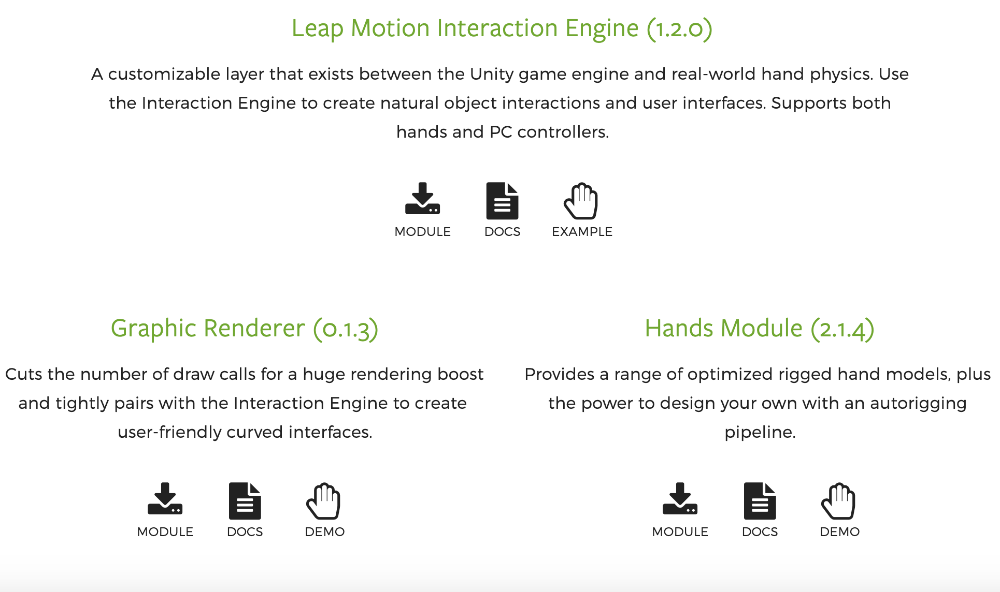 Leap Motion Interaction Engine (1.2.0)
A customizable layer that exists between the Unity game engine and real-world hand physics. Use
the Interaction Engine to create natural object interactions and user interfaces. Supports both
hands and PC controllers.
MODULE DOCS EXAMPLE
Graphic Renderer (0.1.3)
Cuts the number of draw calls for a huge rendering boost
and tightly pairs with the Interaction Engine to create
user-friendly curved interfaces.
MODULE DOCS DEMO
Hands Module (2.1.4)
Provides a range of optimized rigged hand models, plus
the power to design your own with an autorigging
pipeline.
MODULE DOCS DEMO